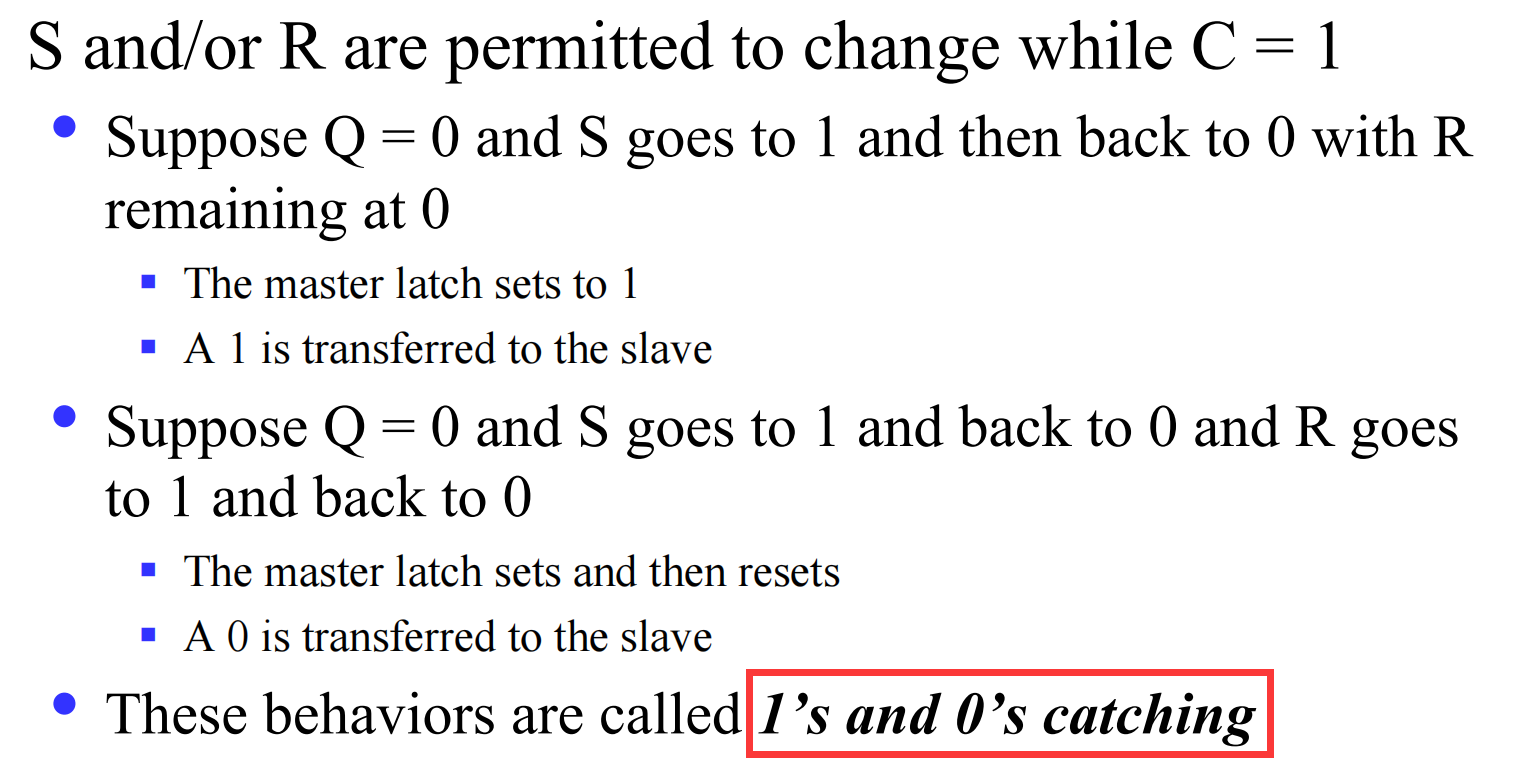 S and/or R are permitted to change while C = 1
• Suppose Q = 0 and S goes to 1 and then back to 0 with R
remaining at 0
▪ The master latch sets to 1
▪ A 1 is transferred to the slave
• Suppose Q = 0 and S goes to 1 and back to 0 and R goes
to 1 and back to 0
▪ The master latch sets and then resets
▪ A 0 is transferred to the slave
• These behaviors are called 1’s and 0’s catching